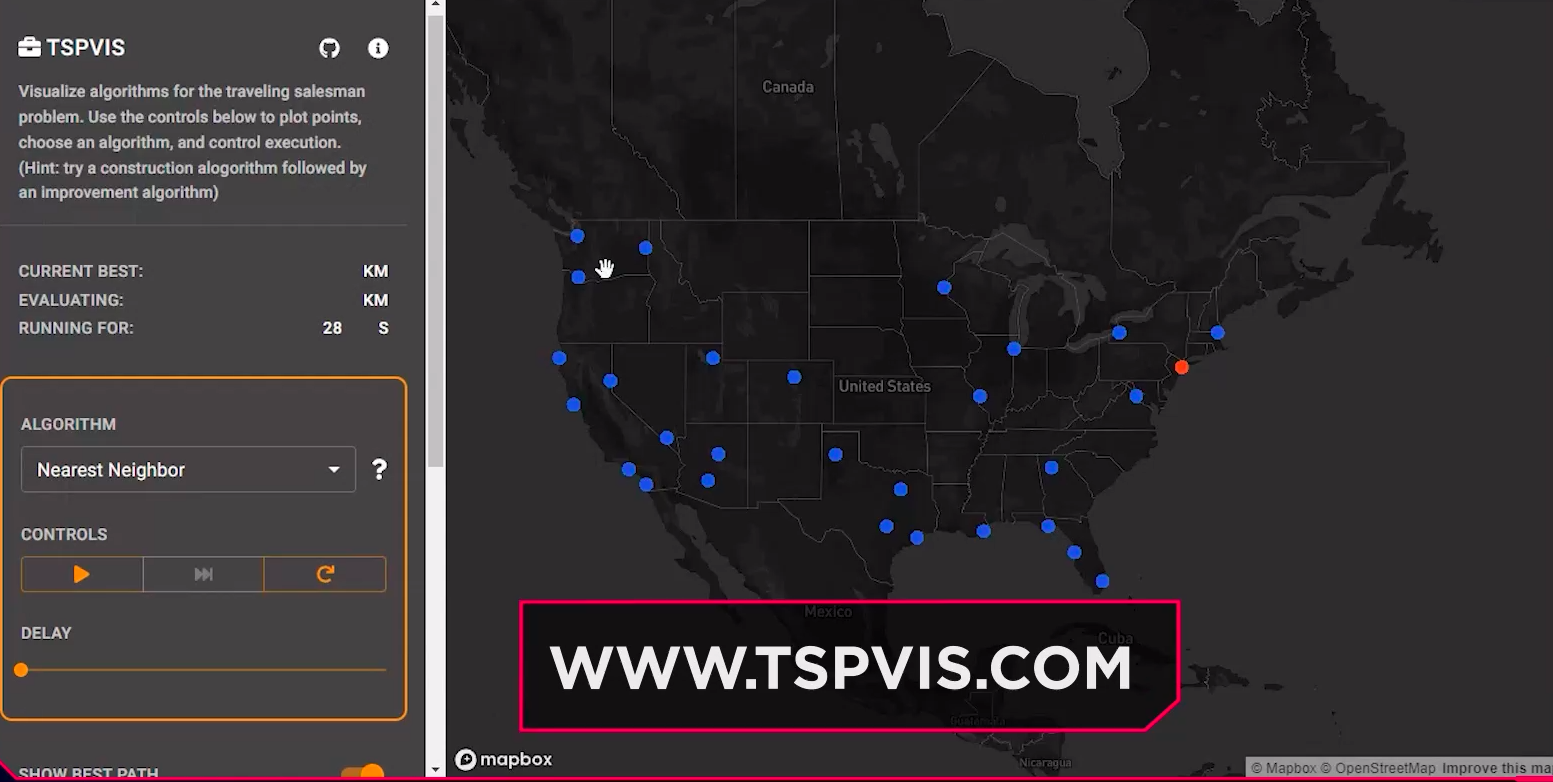 TSPVIS
Visualize algorithms for the traveling salesman
problem. Use the controls below to plot points,
choose an algorithm, and control execution.
(Hint: try a construction alogorithm followed by
an improvement algorithm)
CURRENT BEST: KM
EVALUATING: KM
RUNNING FOR: 28 S
ALGORITHM
Nearest Neighbor ?
CONTROLS
DELAY
SHOW BEST PATH
Canada
United States
Mexico
Cuba
WWW.TSPVIS.COM
Guatemala
Nicaragua
mapbox
© Mapbox © OpenStreetMap Improve this ma